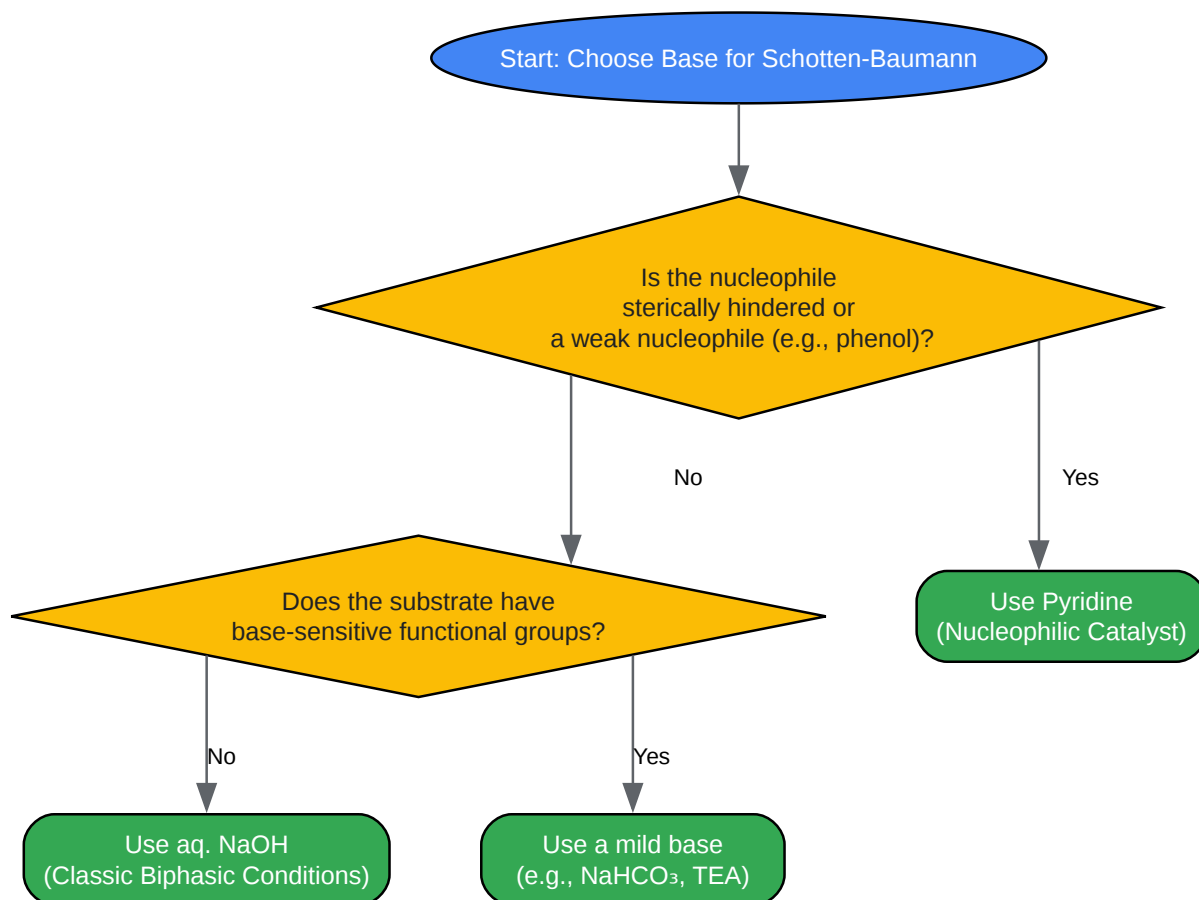 Start: Choose Base for Schotten-Baumann
Is the nucleophile
sterically hindered or
a weak nucleophile (e.g., phenol)?
No
Yes
Does the substrate have
base-sensitive functional groups?
Use Pyridine
(Nucleophilic Catalyst)
No
Yes
Use aq. NaOH
(Classic Biphasic Conditions)
Use a mild base
(e.g., NaHCO₃, TEA)